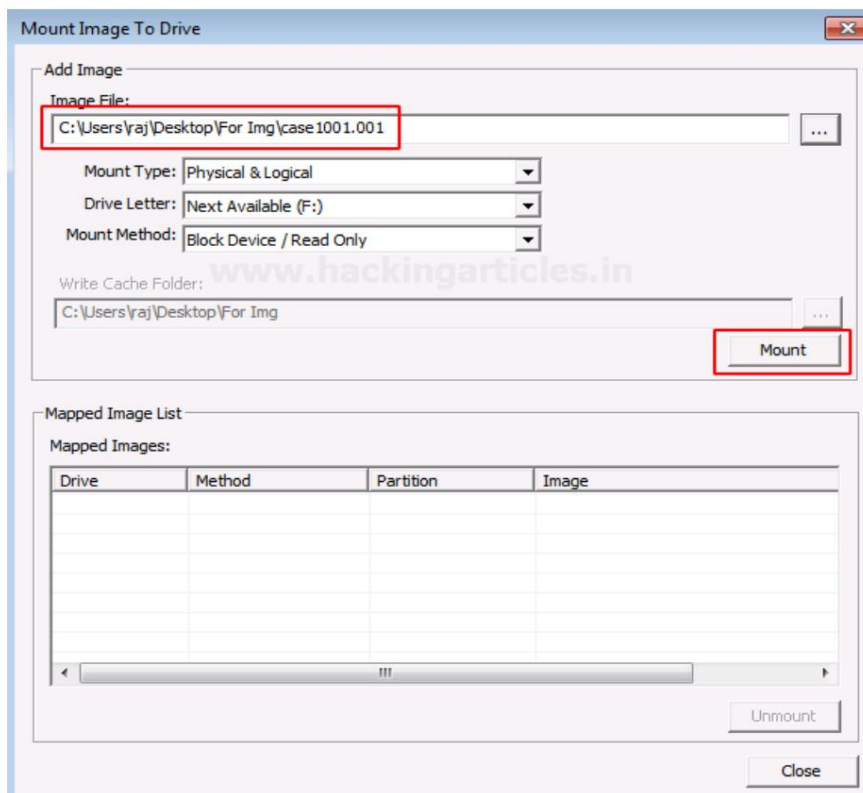 Mount Image To Drive
Add Image
Image File:
C:\Users\raj\Desktop\For Img\case1001.001
...
Mount Type: Physical & Logical
Drive Letter: Next Available (F:)
Mount Method: Block Device / Read Only
www.hackingarticles.in
Write Cache Folder:
C:\Users\raj\Desktop\For Img
...
Mount
Mapped Image List
Mapped Images:
Drive Method Partition Image
Unmount
Close